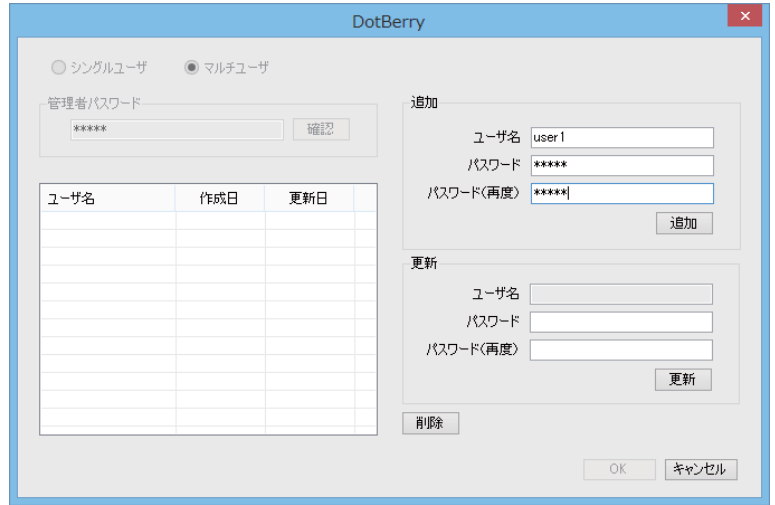 DotBerry
シングルユーザ マルチユーザ
管理者パスワード
***** 確認
ユーザ名 作成日 更新日
追加
ユーザ名 user1
パスワード *****
パスワード(再度) *****
追加
更新
ユーザ名
パスワード
パスワード(再度)
更新
削除
OK キャンセル